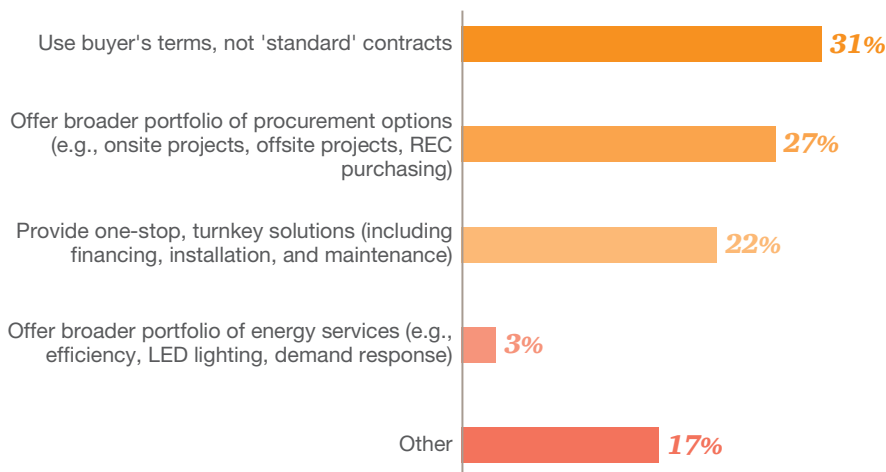 Use buyer's terms, not 'standard' contracts
31%
Offer broader portfolio of procurement options
(e.g., onsite projects, offsite projects, REC
purchasing)
27%
Provide one-stop, turnkey solutions (including
financing, installation, and maintenance)
22%
Offer broader portfolio of energy services (e.g.,
efficiency, LED lighting, demand response)
3%
Other
17%